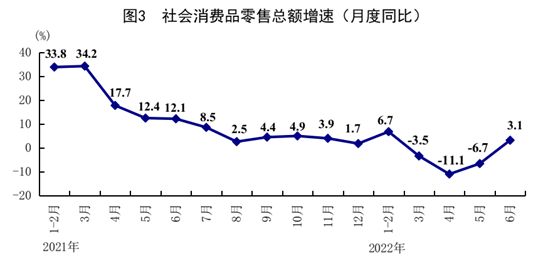 图3 社会消费品零售总额增速（月度同比）
(%)
40
30
20
10
0
-10
-20
33.8
34.2
17.7
12.4
12.1
8.5
2.5
4.4
4.9
3.9
1.7
6.7
-3.5
-11.1
-6.7
3.1
1-2月
3月
4月
5月
6月
7月
8月
9月
10月
11月
12月
1-2月
3月
4月
5月
6月
2021年
2022年